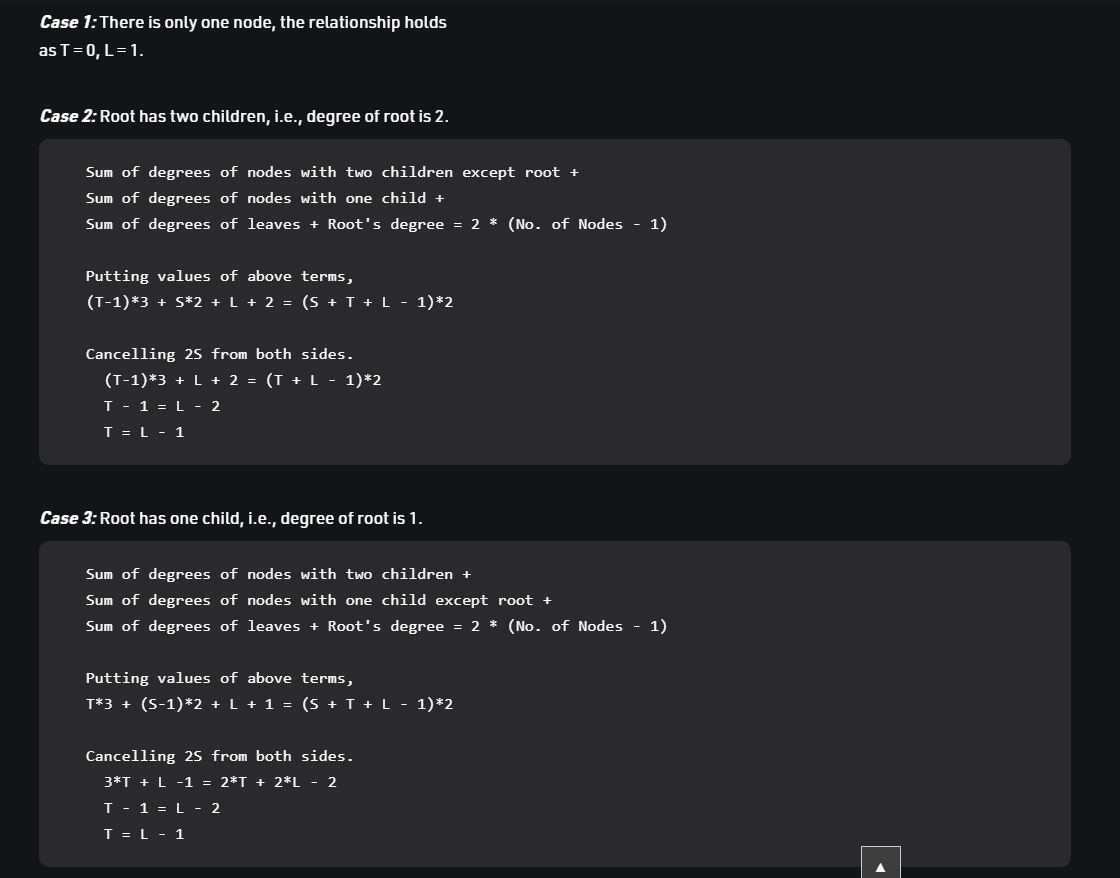 Case 1: There is only one node, the relationship holds
as T = 0, L = 1.
Case 2: Root has two children, i.e., degree of root is 2.
Sum of degrees of nodes with two children except root +
Sum of degrees of nodes with one child +
Sum of degrees of leaves + Root's degree = 2 * (No. of Nodes - 1)
Putting values of above terms,
(T-1)*3 + S*2 + L + 2 = (S + T + L - 1)*2
Cancelling 2S from both sides.
(T-1)*3 + L + 2 = (T + L - 1)*2
T - 1 = L - 2
T = L - 1
Case 3: Root has one child, i.e., degree of root is 1.
Sum of degrees of nodes with two children +
Sum of degrees of nodes with one child except root +
Sum of degrees of leaves + Root's degree = 2 * (No. of Nodes - 1)
Putting values of above terms,
T*3 + (S-1)*2 + L + 1 = (S + T + L - 1)*2
Cancelling 2S from both sides.
3*T + L -1 = 2*T + 2*L - 2
T - 1 = L - 2
T = L - 1